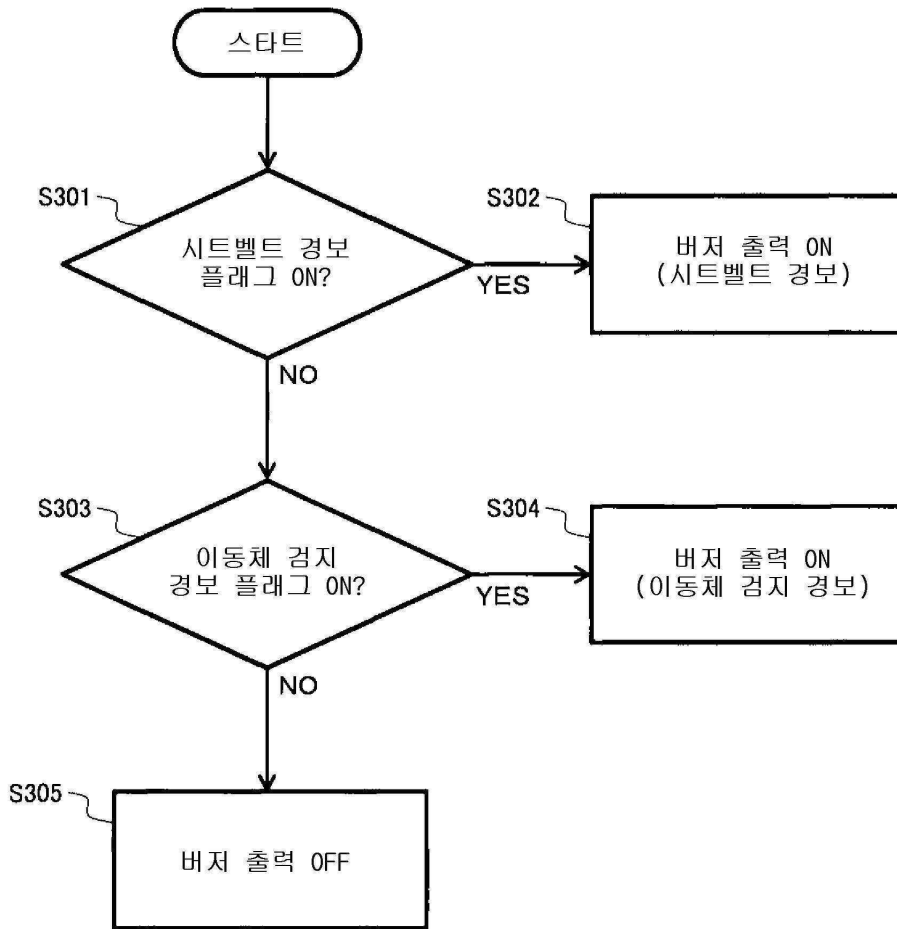 스타트
S301
시트벨트 경보
플래그 ON?
YES
S302
버저 출력 ON
(시트벨트 경보)
NO
S303
이동체 검지
경보 플래그 ON?
YES
S304
버저 출력 ON
(이동체 검지 경보)
NO
S305
버저 출력 OFF